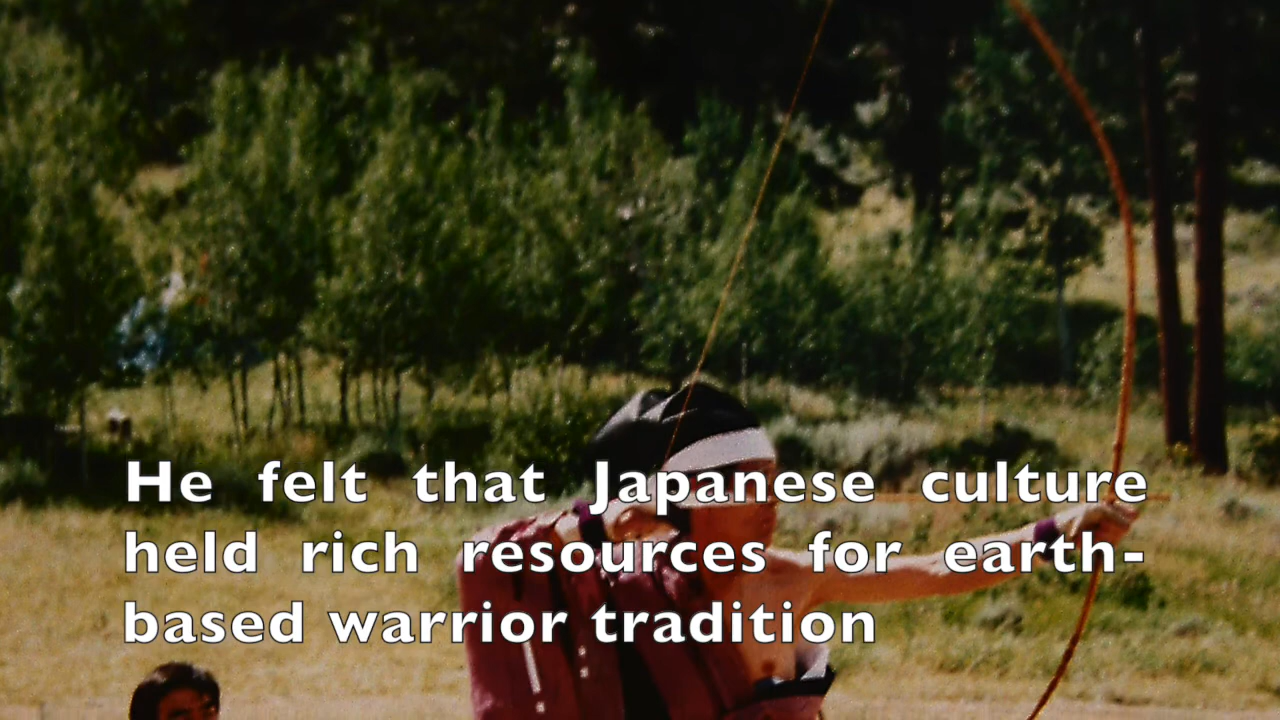 He felt that Japanese culture
held rich resources for earth-
based warrior tradition